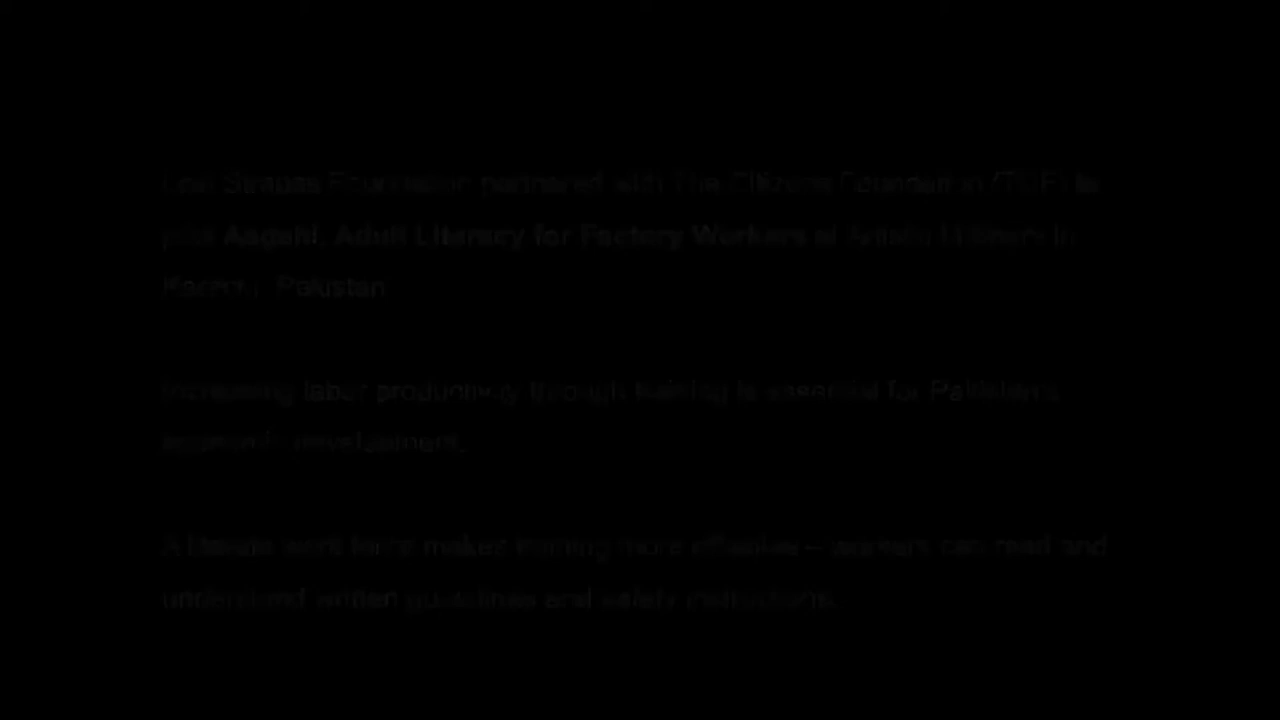 Levi Strauss Foundation partnered with The Citizens Foundation (TCF) to
pilot Aagahi, Adult Literacy for Factory Workers at Artistic Milliners in
Karachi, Pakistan
Increasing labor productivity through training is essential for Pakistan's
economic development.
A literate work force makes training more effective – workers can read and
understand written guidelines and safety instructions.